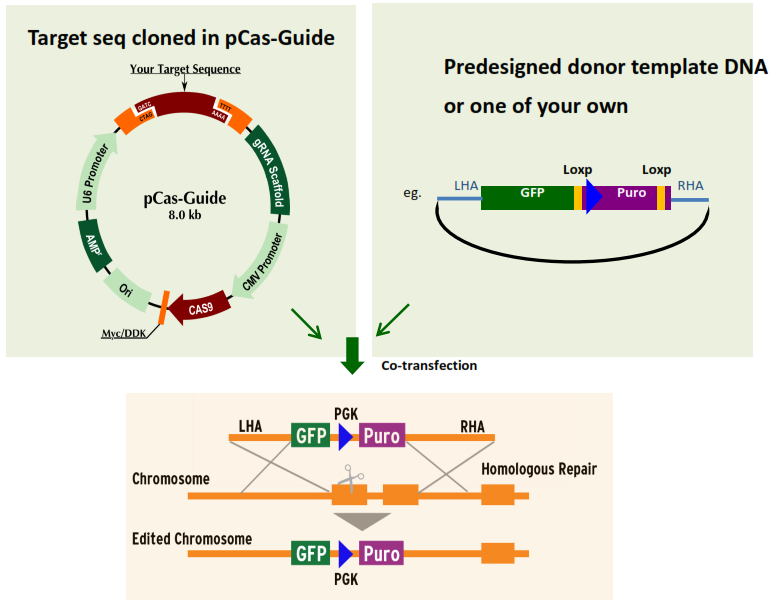 Target seq cloned in pCas-Guide
Your Target Sequence
GATC
CTAG
TTTT
AAAA
U6 Promoter
gRNA Scaffold
pCas-Guide
8.0 kb
AMPr
CMV Promoter
Ori
CAS9
Myc/DDK
Predesigned donor template DNA
or one of your own
Loxp Loxp
eg. LHA GFP Puro RHA
Co-transfection
PGK
LHA GFP Puro RHA
Homologous Repair
Chromosome
Edited Chromosome
GFP Puro
PGK